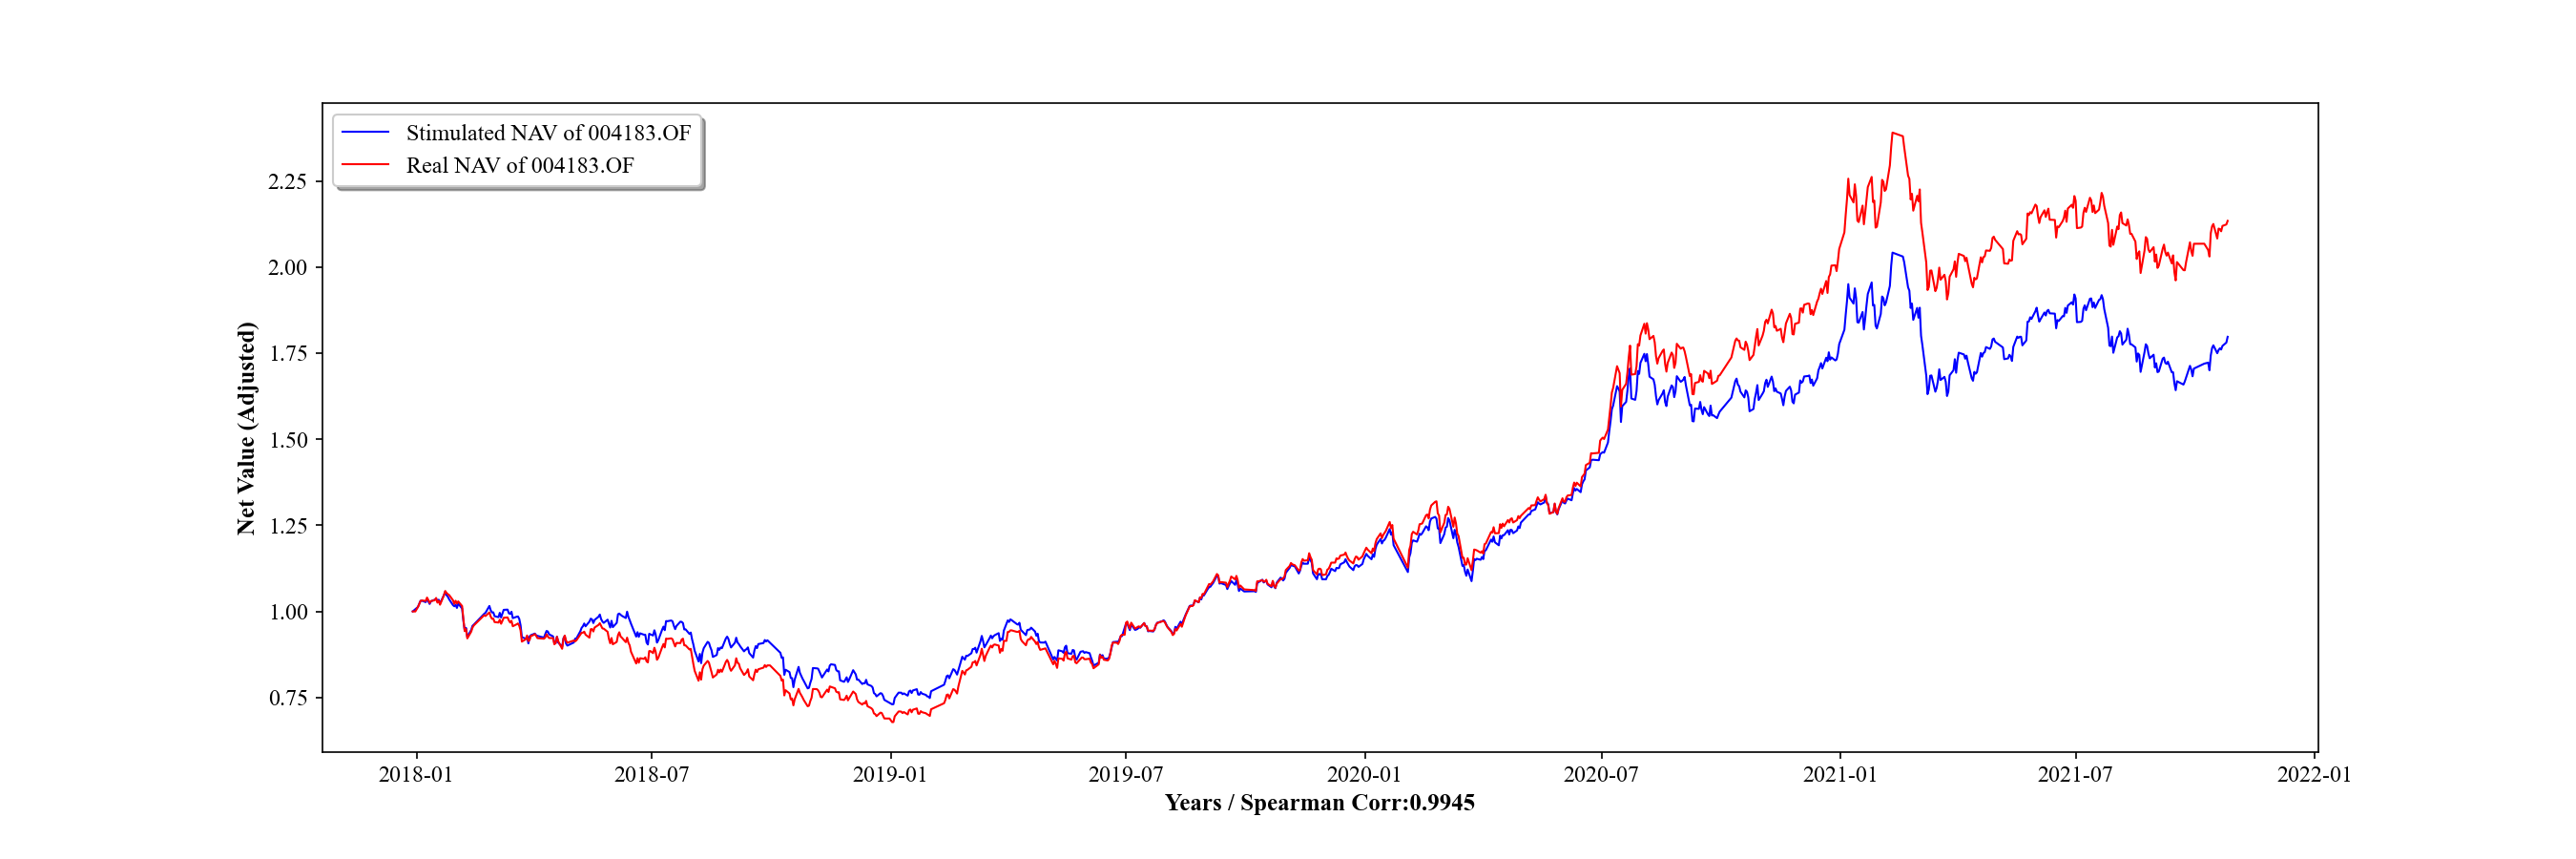 Stimulated NAV of 004183.OF
Real NAV of 004183.OF
Net Value (Adjusted)
2.25
2.00
1.75
1.50
1.25
1.00
0.75
2018-01 2018-07 2019-01 2019-07 2020-01 2020-07 2021-01 2021-07 2022-01
Years / Spearman Corr:0.9945